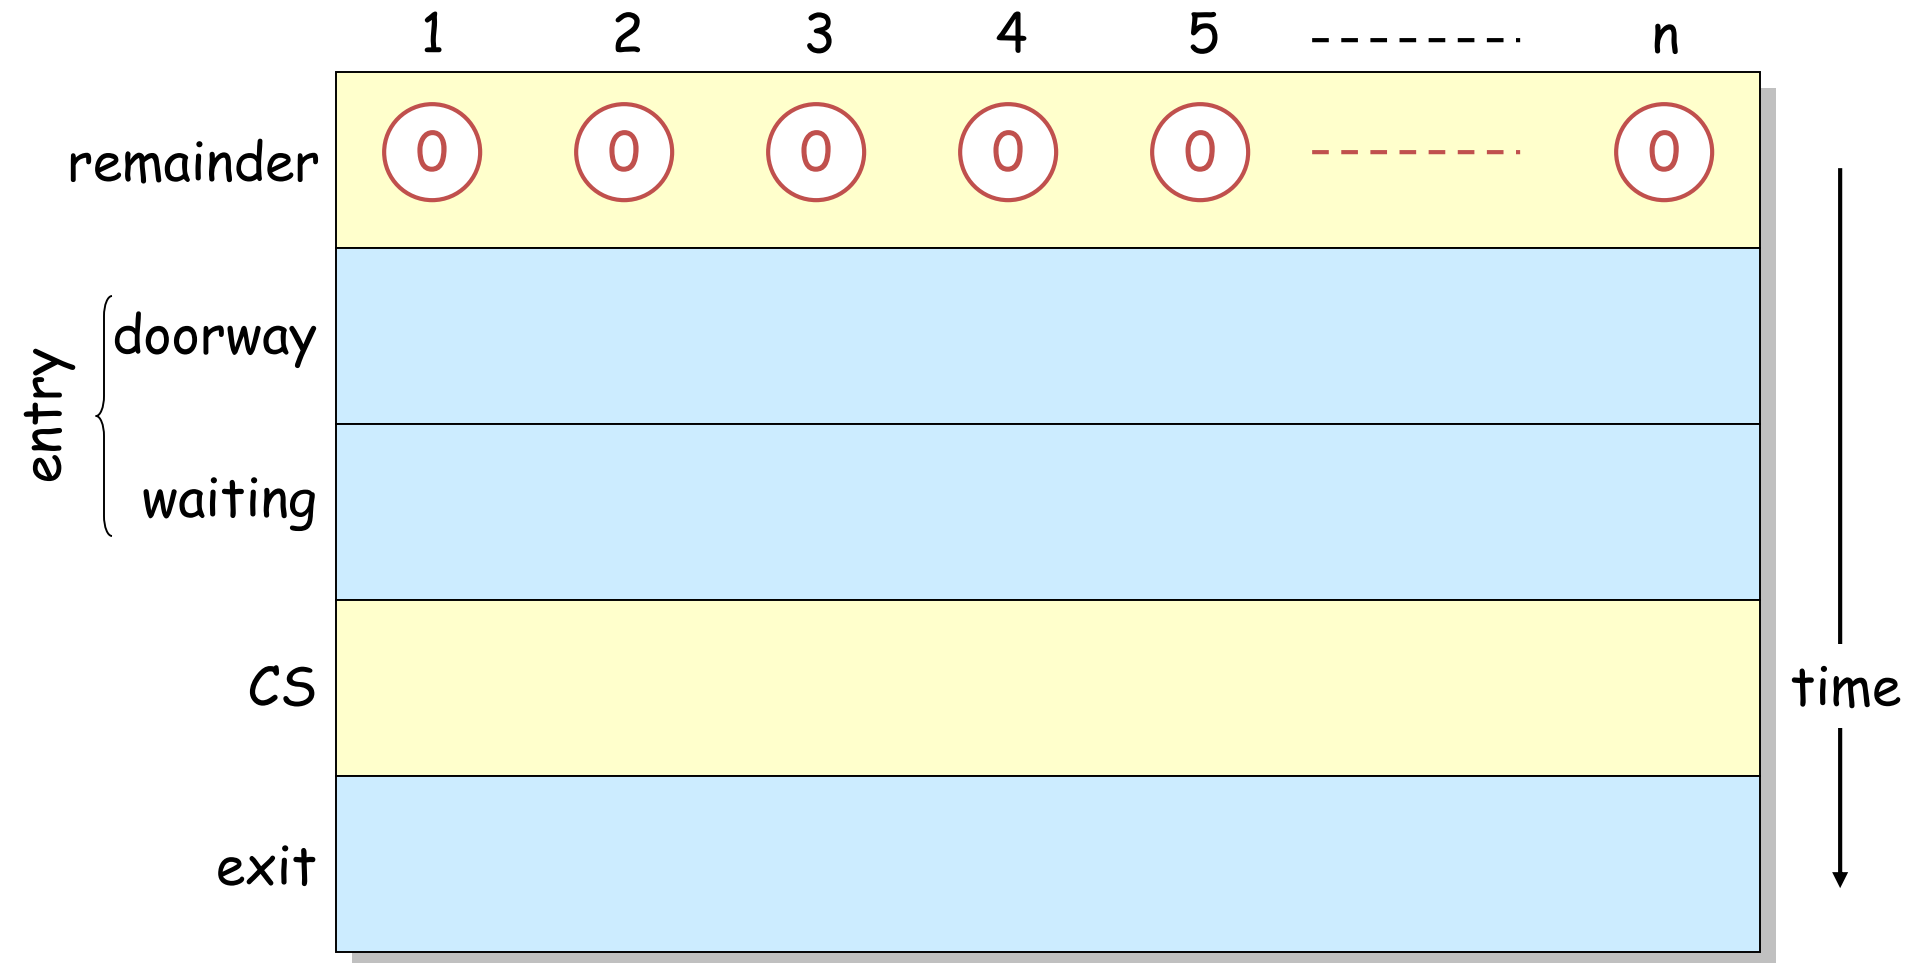 1 2 3 4 5 n
remainder 0 0 0 0 0 0
entry
doorway
waiting
CS
time
exit